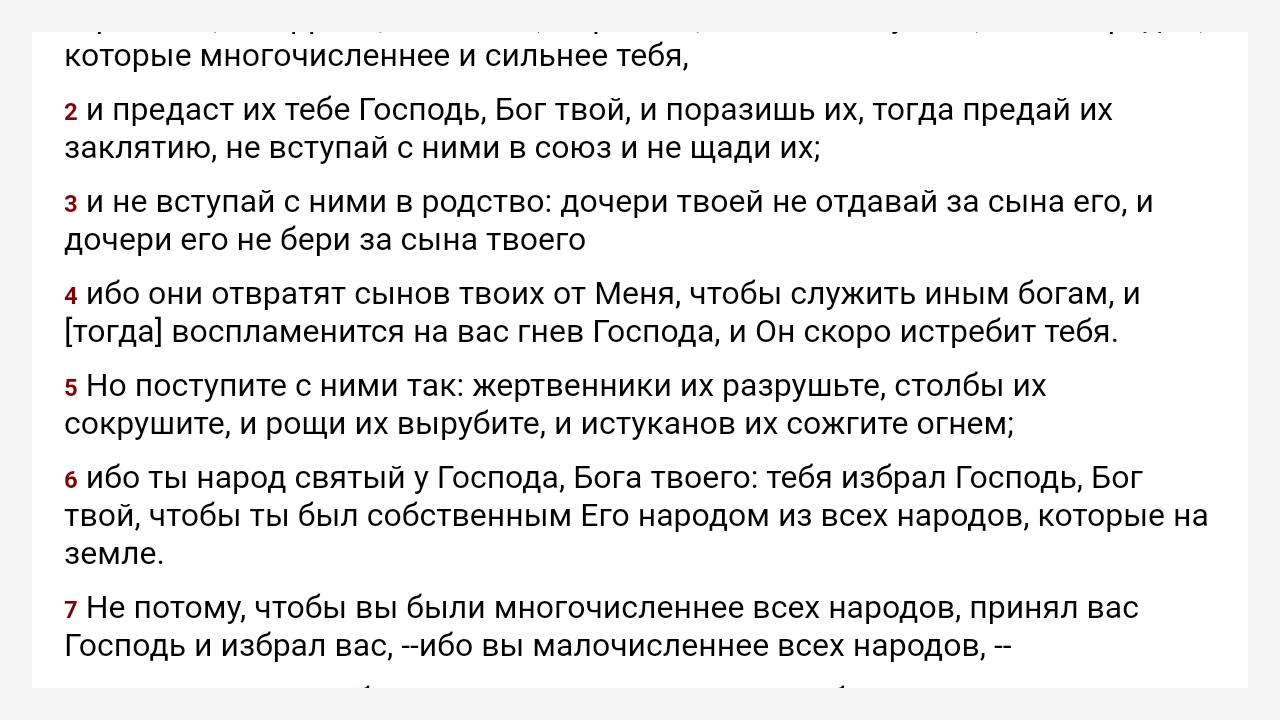 которые многочисленнее и сильнее тебя,
2 и предаст их тебе Господь, Бог твой, и поразишь их, тогда предай их
заклятию, не вступай с ними в союз и не щади их;
3 и не вступай с ними в родство: дочери твоей не отдавай за сына его, и
дочери его не бери за сына твоего
4 ибо они отвратят сынов твоих от Меня, чтобы служить иным богам, и
[тогда] воспламенится на вас гнев Господа, и Он скоро истребит тебя.
5 Но поступите с ними так: жертвенники их разрушьте, столбы их
сокрушите, и рощи их вырубите, и истуканов их сожгите огнем;
6 ибо ты народ святый у Господа, Бога твоего: тебя избрал Господь, Бог
твой, чтобы ты был собственным Его народом из всех народов, которые на
земле.
7 Не потому, чтобы вы были многочисленнее всех народов, принял вас
Господь и избрал вас, --ибо вы малочисленнее всех народов, --